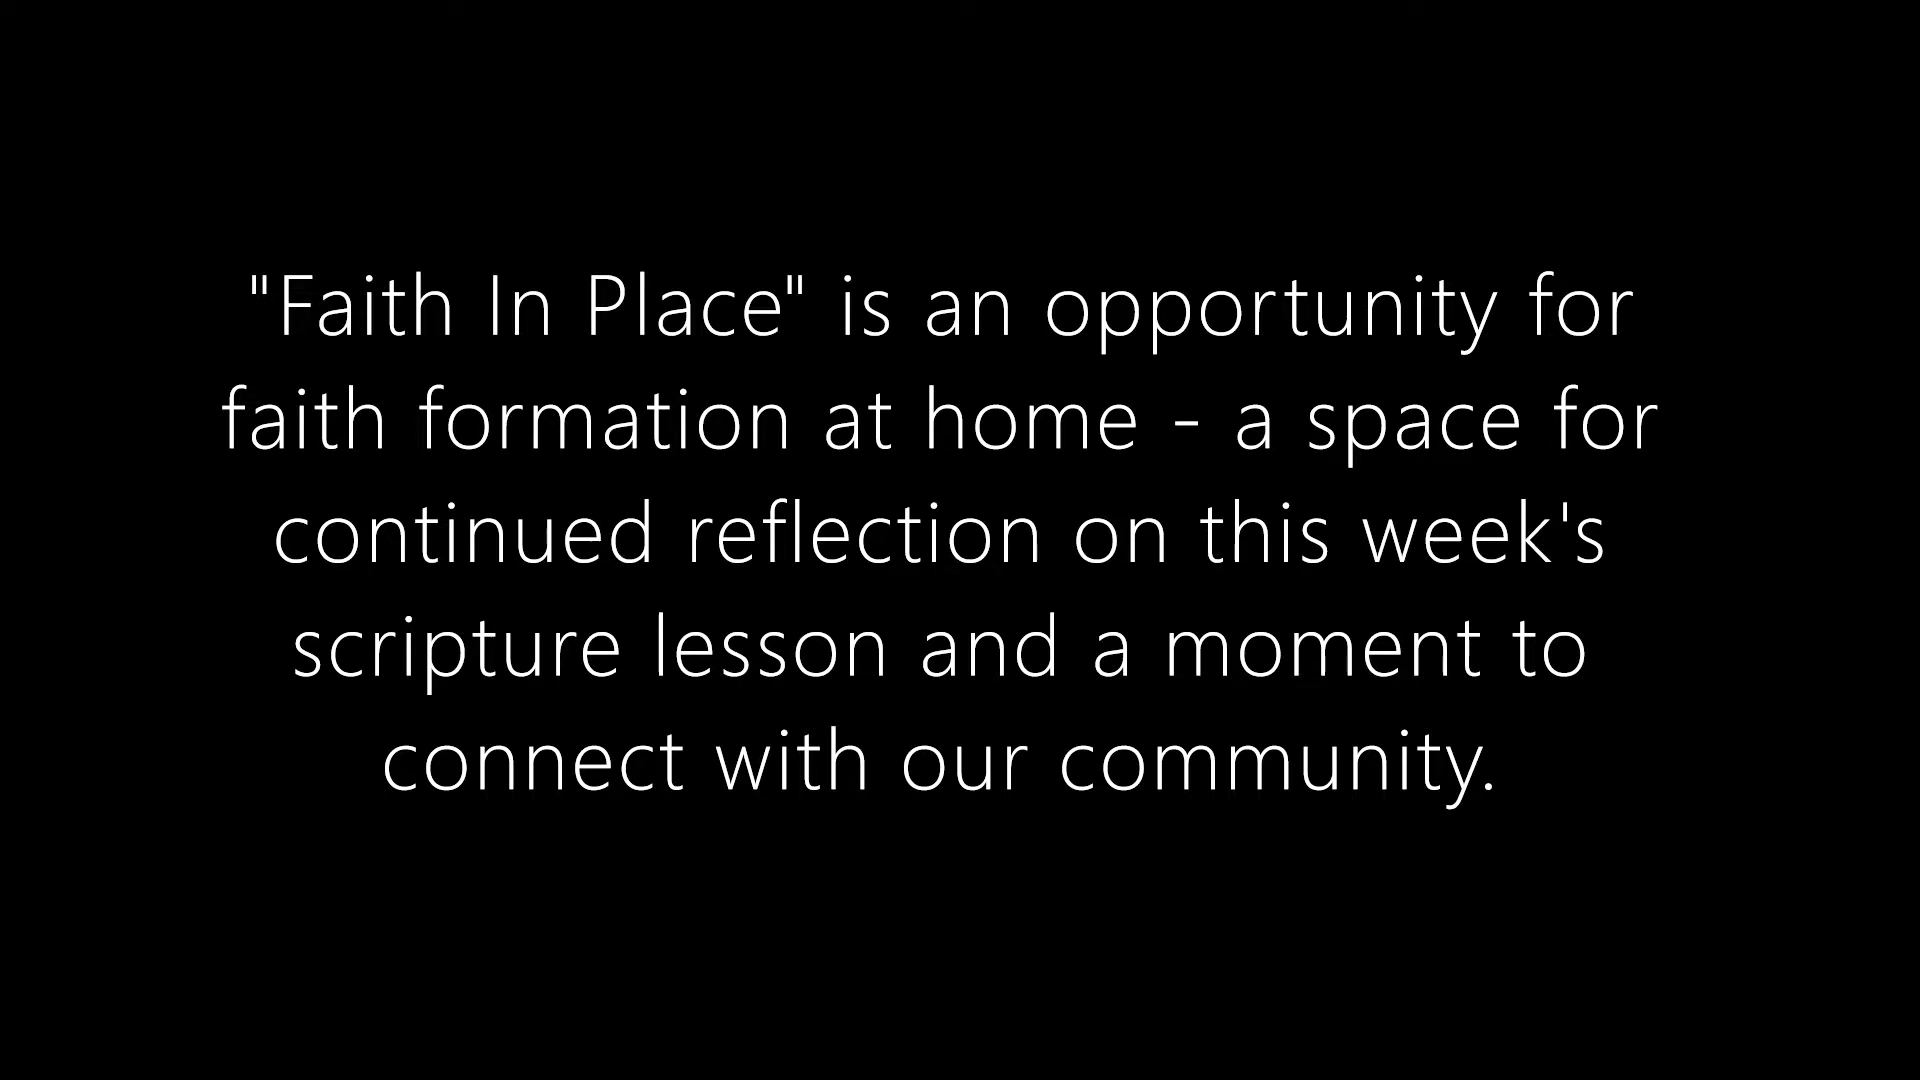 "Faith In Place" is an opportunity for
faith formation at home - a space for
continued reflection on this week's
scripture lesson and a moment to
connect with our community.